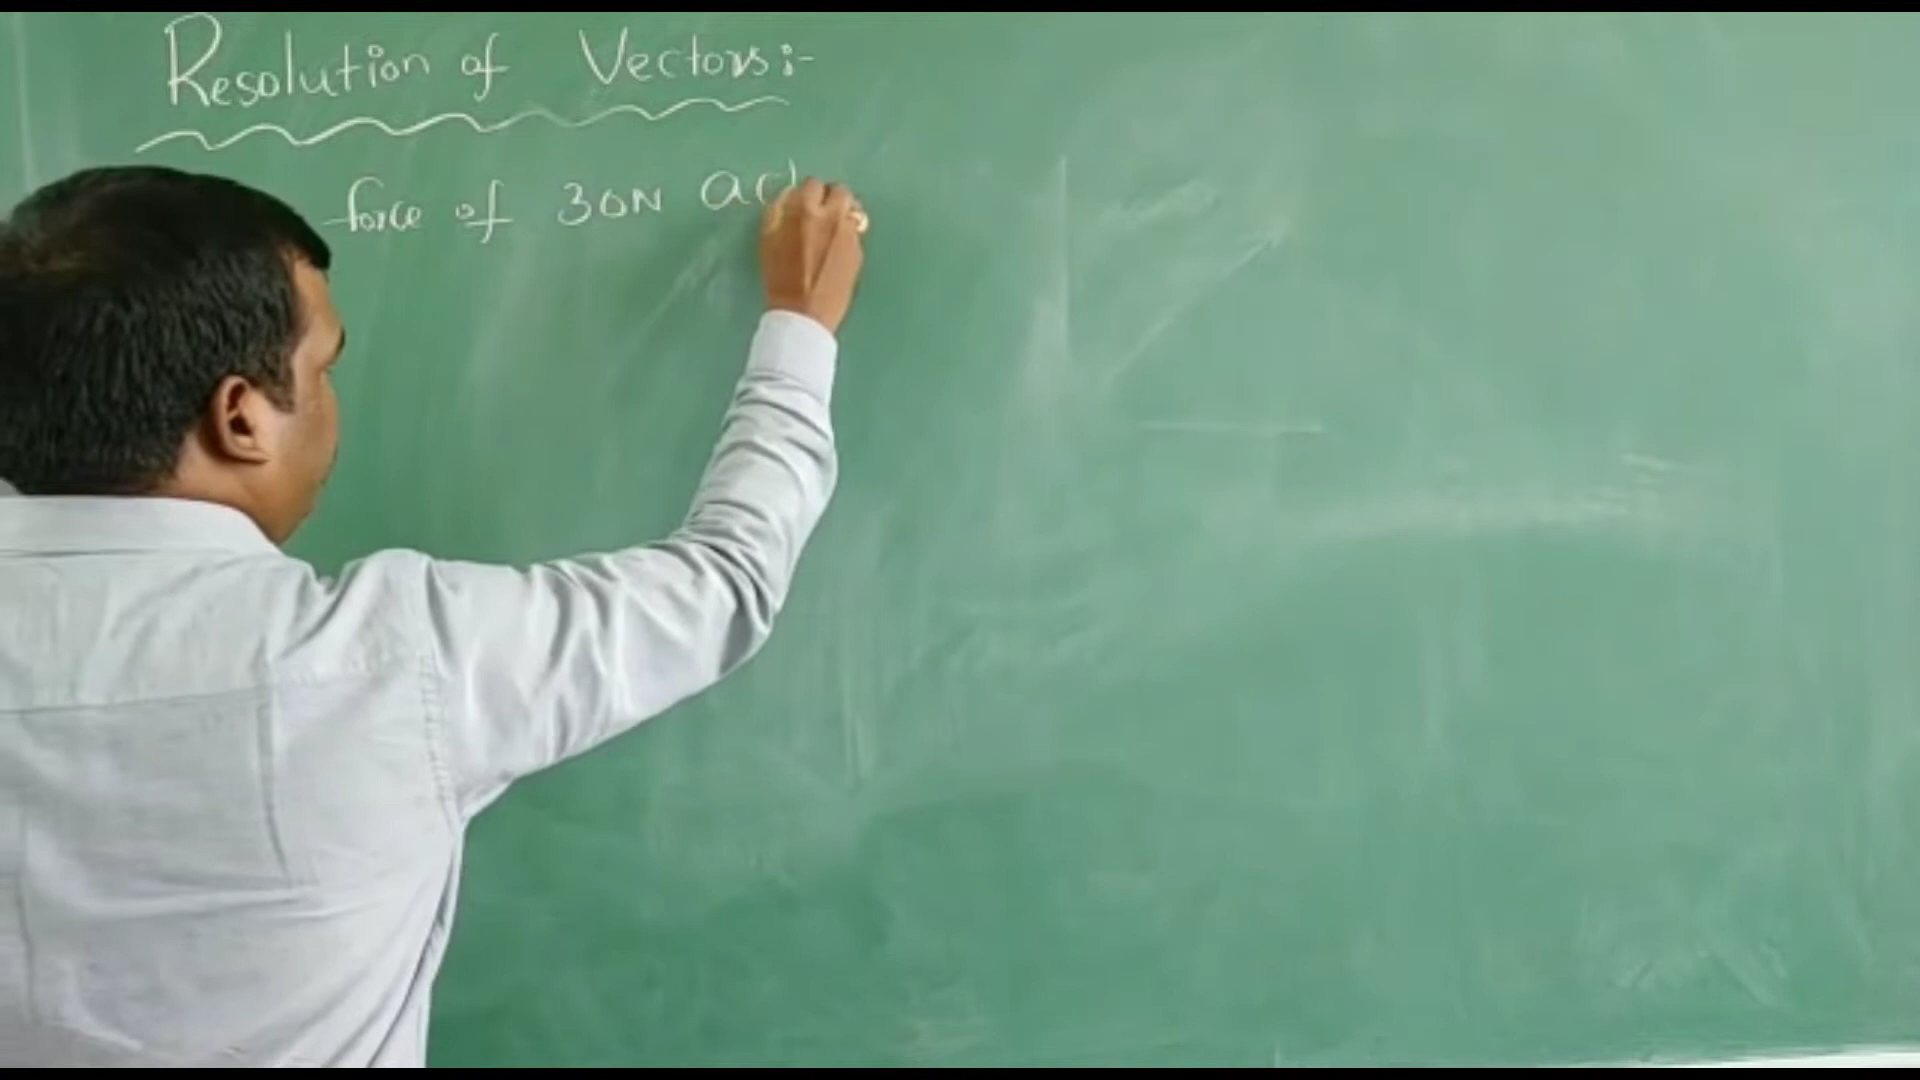 Resolution of Vectors:-
force of 30N